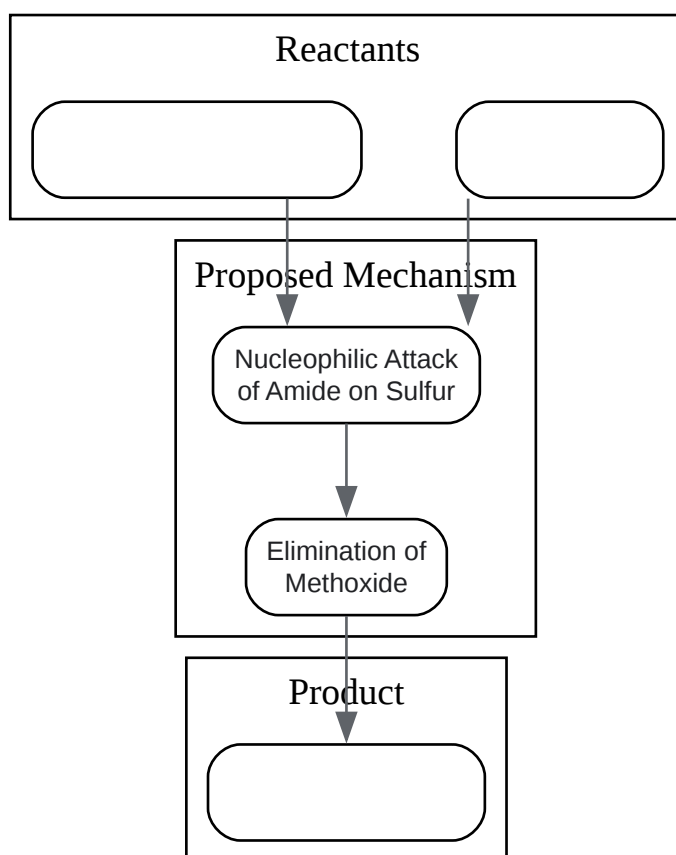 Reactants
Proposed Mechanism
Nucleophilic Attack
of Amide on Sulfur
Elimination of
Methoxide
Product